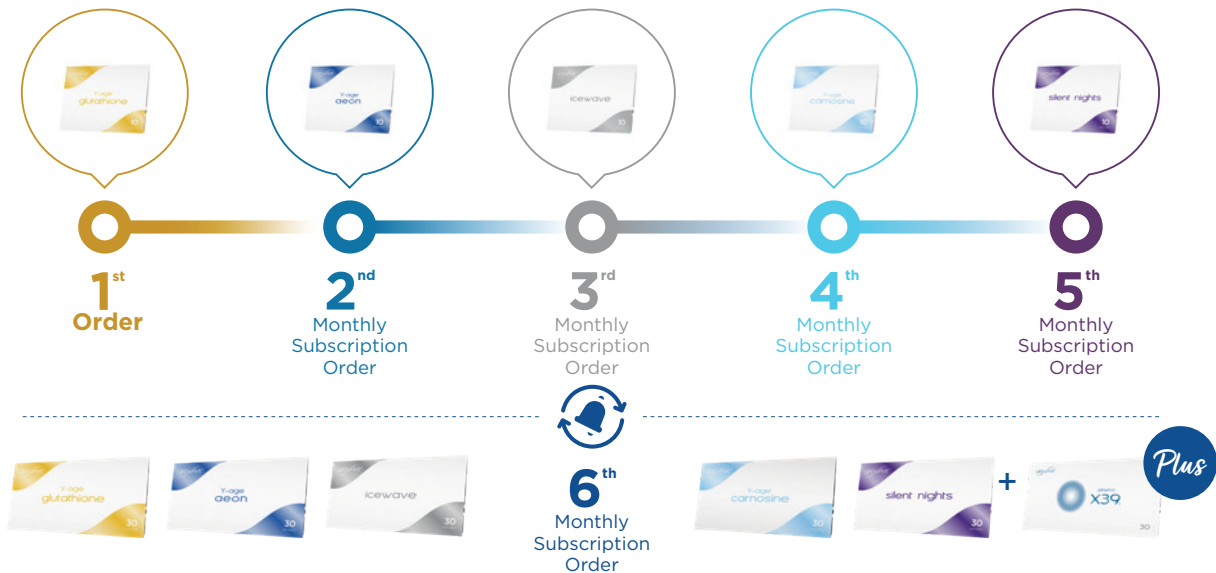 Y-age
glutathione
10
Y-age
aeon
10
icewave
10
Y-age
carnosine
10
silent nights
10
1st
Order
2nd
Monthly
Subscription
Order
3rd
Monthly
Subscription
Order
4th
Monthly
Subscription
Order
5th
Monthly
Subscription
Order
Y-age
glutathione
30
Y-age
aeon
30
icewave
30
6th
Monthly
Subscription
Order
Y-age
carnosine
30
silent nights
30
+
X39
30
Plus